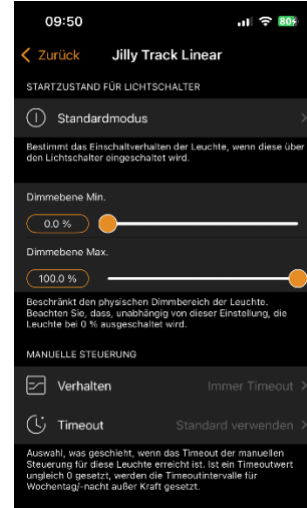 09:50
80
Zurück Jilly Track Linear
STARTZUSTAND FÜR LICHTSCHALTER
Standardmodus
Bestimmt das Einschaltverhalten der Leuchte, wenn diese über
den Lichtschalter eingeschaltet wird.
Dimmebene Min.
0.0 %
Dimmebene Max.
100.0 %
Beschränkt den physischen Dimmbereich der Leuchte.
Beachten Sie, dass, unabhängig von dieser Einstellung, die
Leuchte bei 0 % ausgeschaltet wird.
MANUELLE STEUERUNG
Verhalten Immer Timeout
Timeout Standard verwenden
Auswahl, was geschieht, wenn das Timeout der manuellen
Steuerung für diese Leuchte erreicht ist. Ist ein Timeoutwert
ungleich 0 gesetzt, werden die Timeoutintervalle für
Wochentag/-nacht außer Kraft gesetzt.